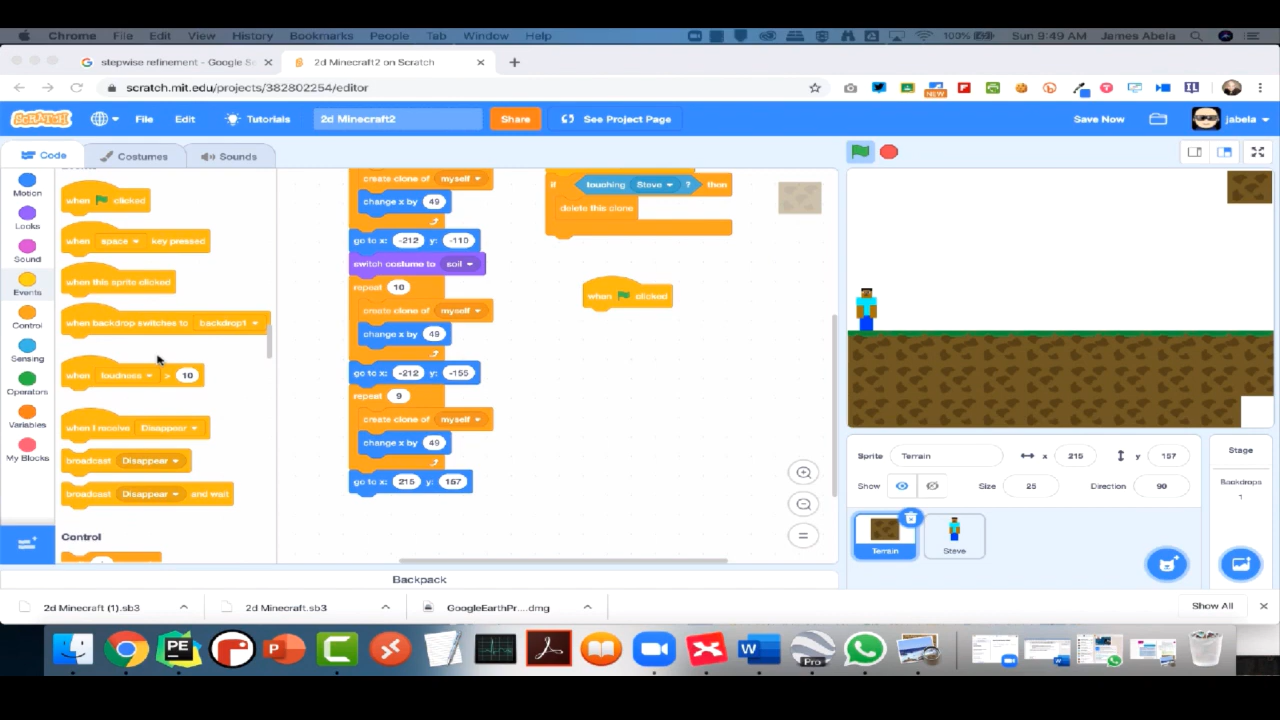 Chrome File Edit View History Bookmarks People Tab Window Help 100% Sun 9:49 AM James Abela
stepwise refinement - Google Se
2d Minecraft2 on Scratch
scratch.mit.edu/projects/382802254/editor
NEW
SCRATCH File Edit Tutorials 2d Minecraft2 Share See Project Page Save Now jabela
Code Costumes Sounds
Motion
Looks
Sound
Events
Control
Sensing
Operators
Variables
My Blocks
when clicked
when space key pressed
when this sprite clicked
when backdrop switches to backdrop1
when loudness > 10
when I receive Disappear
broadcast Disappear
broadcast Disappear and wait
Control
create clone of myself
change x by 49
go to x: -212 y: -110
switch costume to soil
repeat 10
create clone of myself
change x by 49
go to x: -212 y: -155
repeat 9
create clone of myself
change x by 49
go to x: 215 y: 157
if touching Steve ? then
delete this clone
when clicked
Sprite Terrain x 215 y 157
Show Size 25 Direction 90
Terrain
Steve
Stage
Backdrops
1
Backpack
2d Minecraft (1).sb3
2d Minecraft.sb3
GoogleEarthPr....dmg
Show All
PE
P
W
Pro